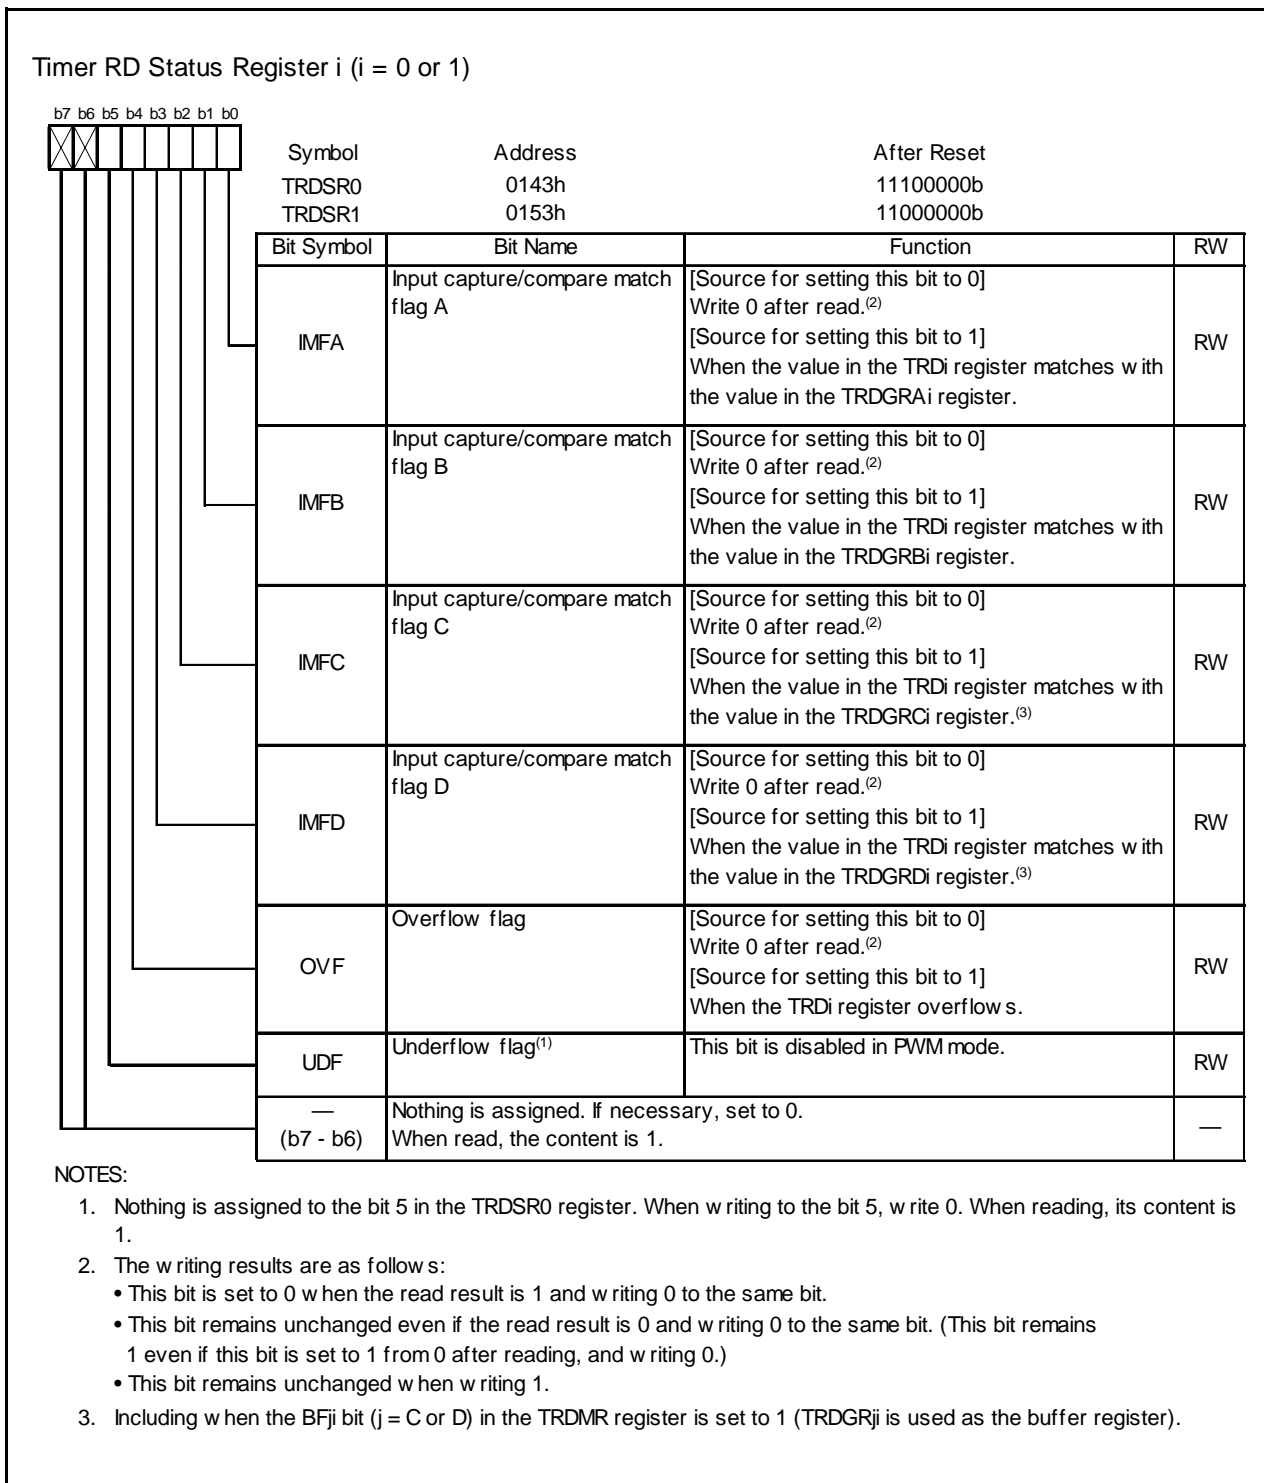 Timer RD Status Register i (i = 0 or 1)
b7 b6 b5 b4 b3 b2 b1 b0
Symbol Address After Reset
TRDSR0 0143h 11100000b
TRDSR1 0153h 11000000b
Bit Symbol Bit Name Function RW
IMFA Input capture/compare match [Source for setting this bit to 0] RW
flag A Write 0 after read.(2)
[Source for setting this bit to 1]
When the value in the TRDi register matches with
the value in the TRDGRAi register.
IMFB Input capture/compare match [Source for setting this bit to 0] RW
flag B Write 0 after read.(2)
[Source for setting this bit to 1]
When the value in the TRDi register matches with
the value in the TRDGRBi register.
IMFC Input capture/compare match [Source for setting this bit to 0] RW
flag C Write 0 after read.(2)
[Source for setting this bit to 1]
When the value in the TRDi register matches with
the value in the TRDGRCi register.(3)
IMFD Input capture/compare match [Source for setting this bit to 0] RW
flag D Write 0 after read.(2)
[Source for setting this bit to 1]
When the value in the TRDi register matches with
the value in the TRDGRDi register.(3)
OVF Overflow flag [Source for setting this bit to 0] RW
Write 0 after read.(2)
[Source for setting this bit to 1]
When the TRDi register overflows.
UDF Underflow flag(1) This bit is disabled in PWM mode. RW
— Nothing is assigned. If necessary, set to 0. —
(b7 - b6) When read, the content is 1.
NOTES:
1. Nothing is assigned to the bit 5 in the TRDSR0 register. When writing to the bit 5, write 0. When reading, its content is
1.
2. The writing results are as follows:
• This bit is set to 0 when the read result is 1 and writing 0 to the same bit.
• This bit remains unchanged even if the read result is 0 and writing 0 to the same bit. (This bit remains
1 even if this bit is set to 1 from 0 after reading, and writing 0.)
• This bit remains unchanged when writing 1.
3. Including when the BFji bit (j = C or D) in the TRDMR register is set to 1 (TRDGRji is used as the buffer register).